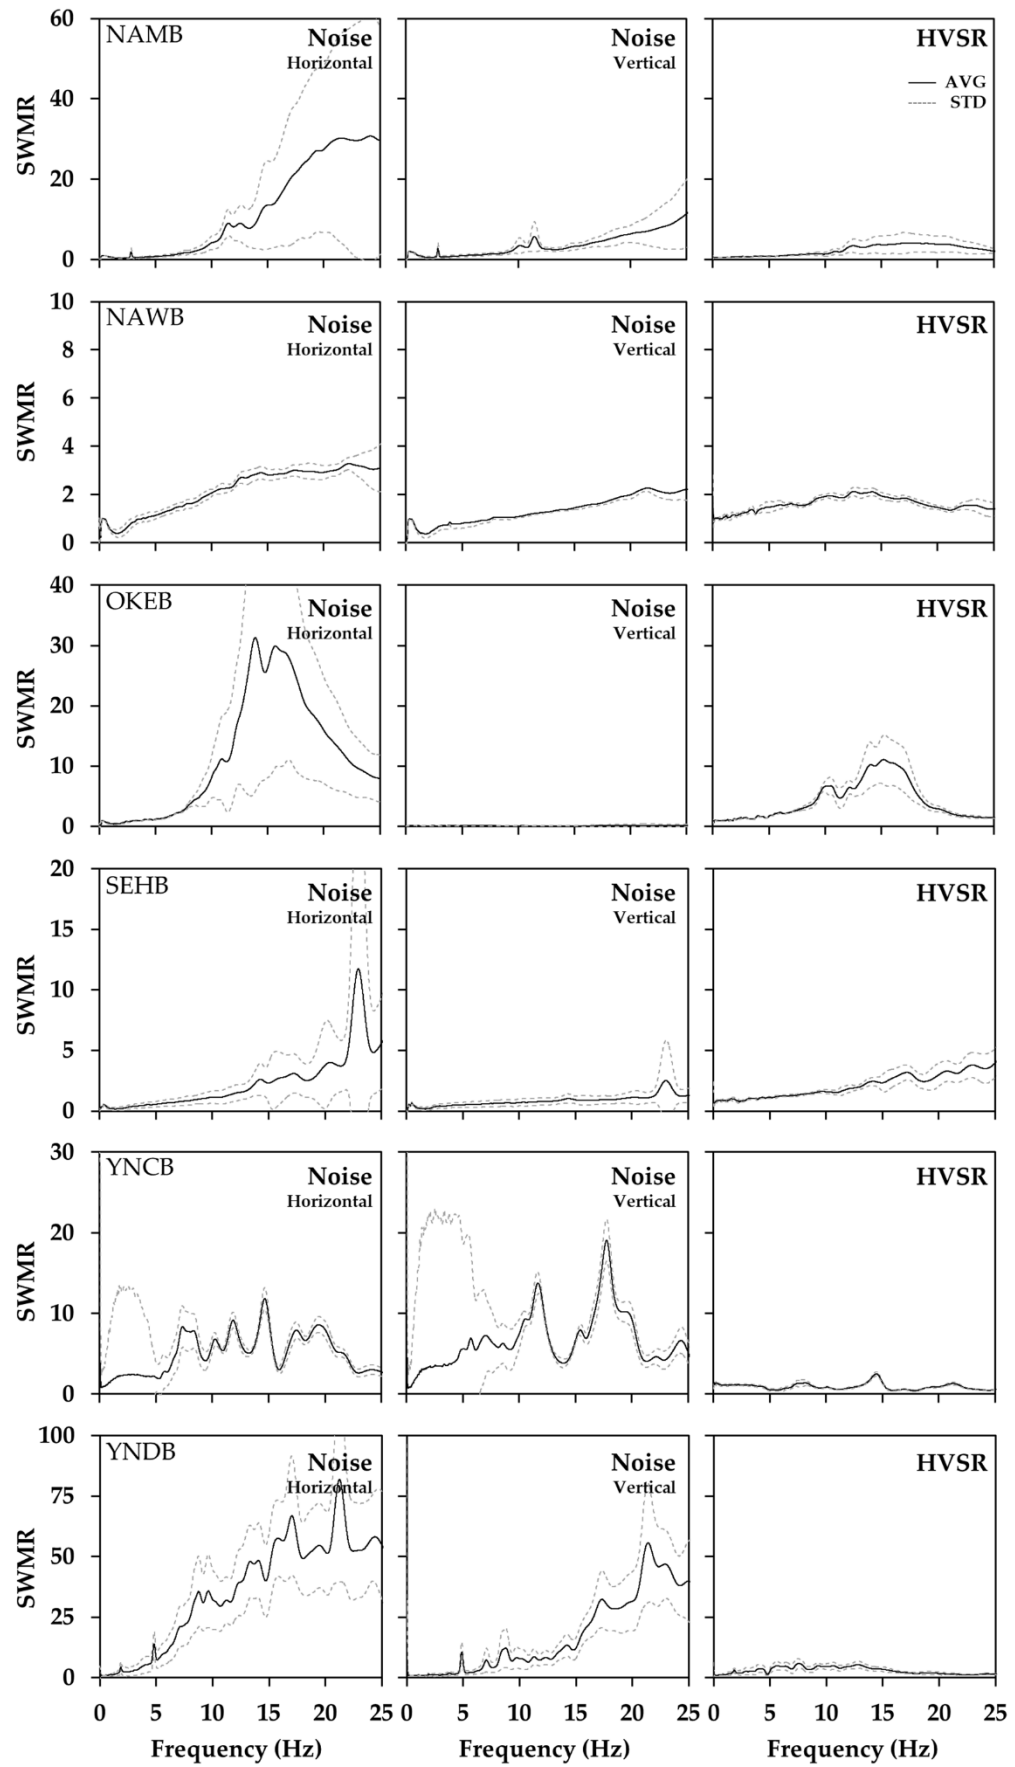 NAMB
Noise
Horizontal
Noise
Vertical
HVSR
AVG
STD
SWMR
60
40
20
0
NAWB
Noise
Horizontal
Noise
Vertical
HVSR
SWMR
10
8
6
4
2
0
OKEB
Noise
Horizontal
Noise
Vertical
HVSR
SWMR
40
30
20
10
0
SEHB
Noise
Horizontal
Noise
Vertical
HVSR
SWMR
20
15
10
5
0
YNCB
Noise
Horizontal
Noise
Vertical
HVSR
SWMR
30
20
10
0
YNDB
Noise
Horizontal
Noise
Vertical
HVSR
SWMR
100
75
50
25
0
0 5 10 15 20 25
0 5 10 15 20 25
0 5 10 15 20 25
Frequency (Hz)
Frequency (Hz)
Frequency (Hz)